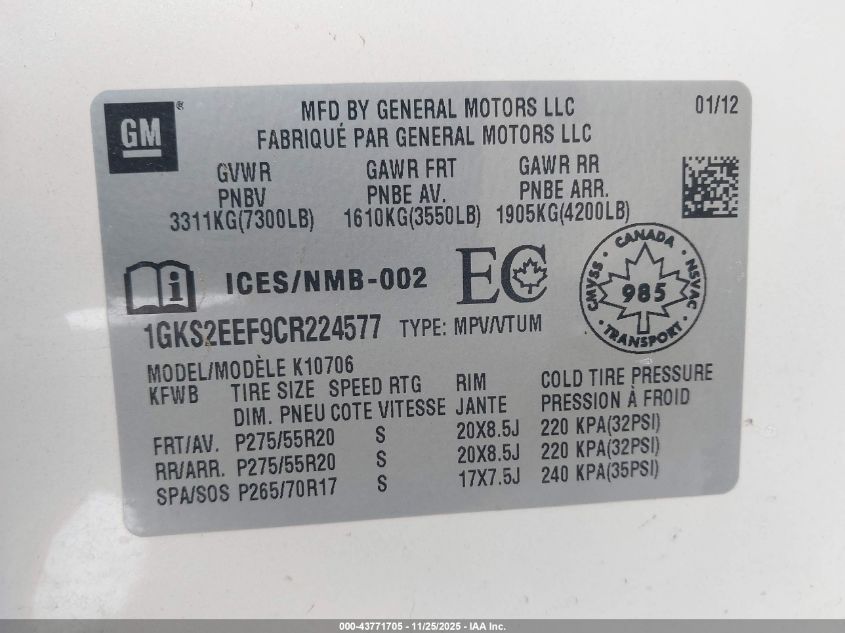 GM®
MFD BY GENERAL MOTORS LLC 01/12
FABRIQUÉ PAR GENERAL MOTORS LLC
GVWR GAWR FRT GAWR RR
PNBV PNBE AV. PNBE ARR.
3311KG(7300LB) 1610KG(3550LB) 1905KG(4200LB)
i ICES/NMB-002 EC
CANADA
CMVSS 985 NSVAC
TRANSPORT
1GKS2EEF9CR224577 TYPE: MPV/VTUM
MODEL/MODÈLE K10706
KFWB TIRE SIZE SPEED RTG RIM COLD TIRE PRESSURE
DIM. PNEU COTE VITESSE JANTE PRESSION À FROID
FRT/AV. P275/55R20 S 20X8.5J 220 KPA(32PSI)
RR/ARR. P275/55R20 S 20X8.5J 220 KPA(32PSI)
SPA/SOS P265/70R17 S 17X7.5J 240 KPA(35PSI)
000-43771705 - 11/25/2025 - IAA Inc.